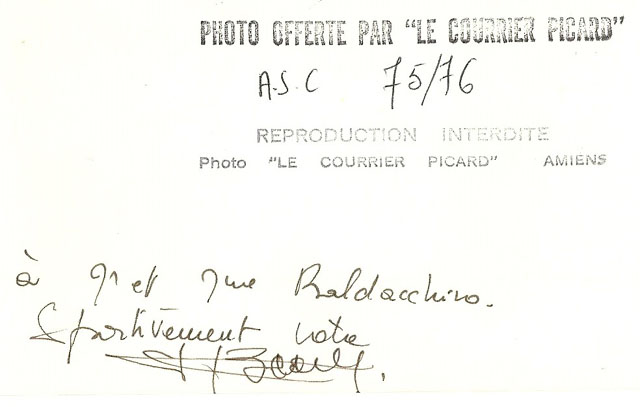 PHOTO OFFERTE PAR "LE COURRIER PICARD"
A.S.C 75/76
REPRODUCTION INTERDITE
Photo "LE COURRIER PICARD" AMIENS
à Mr et Mme Baldacchino.
Sportivement votre